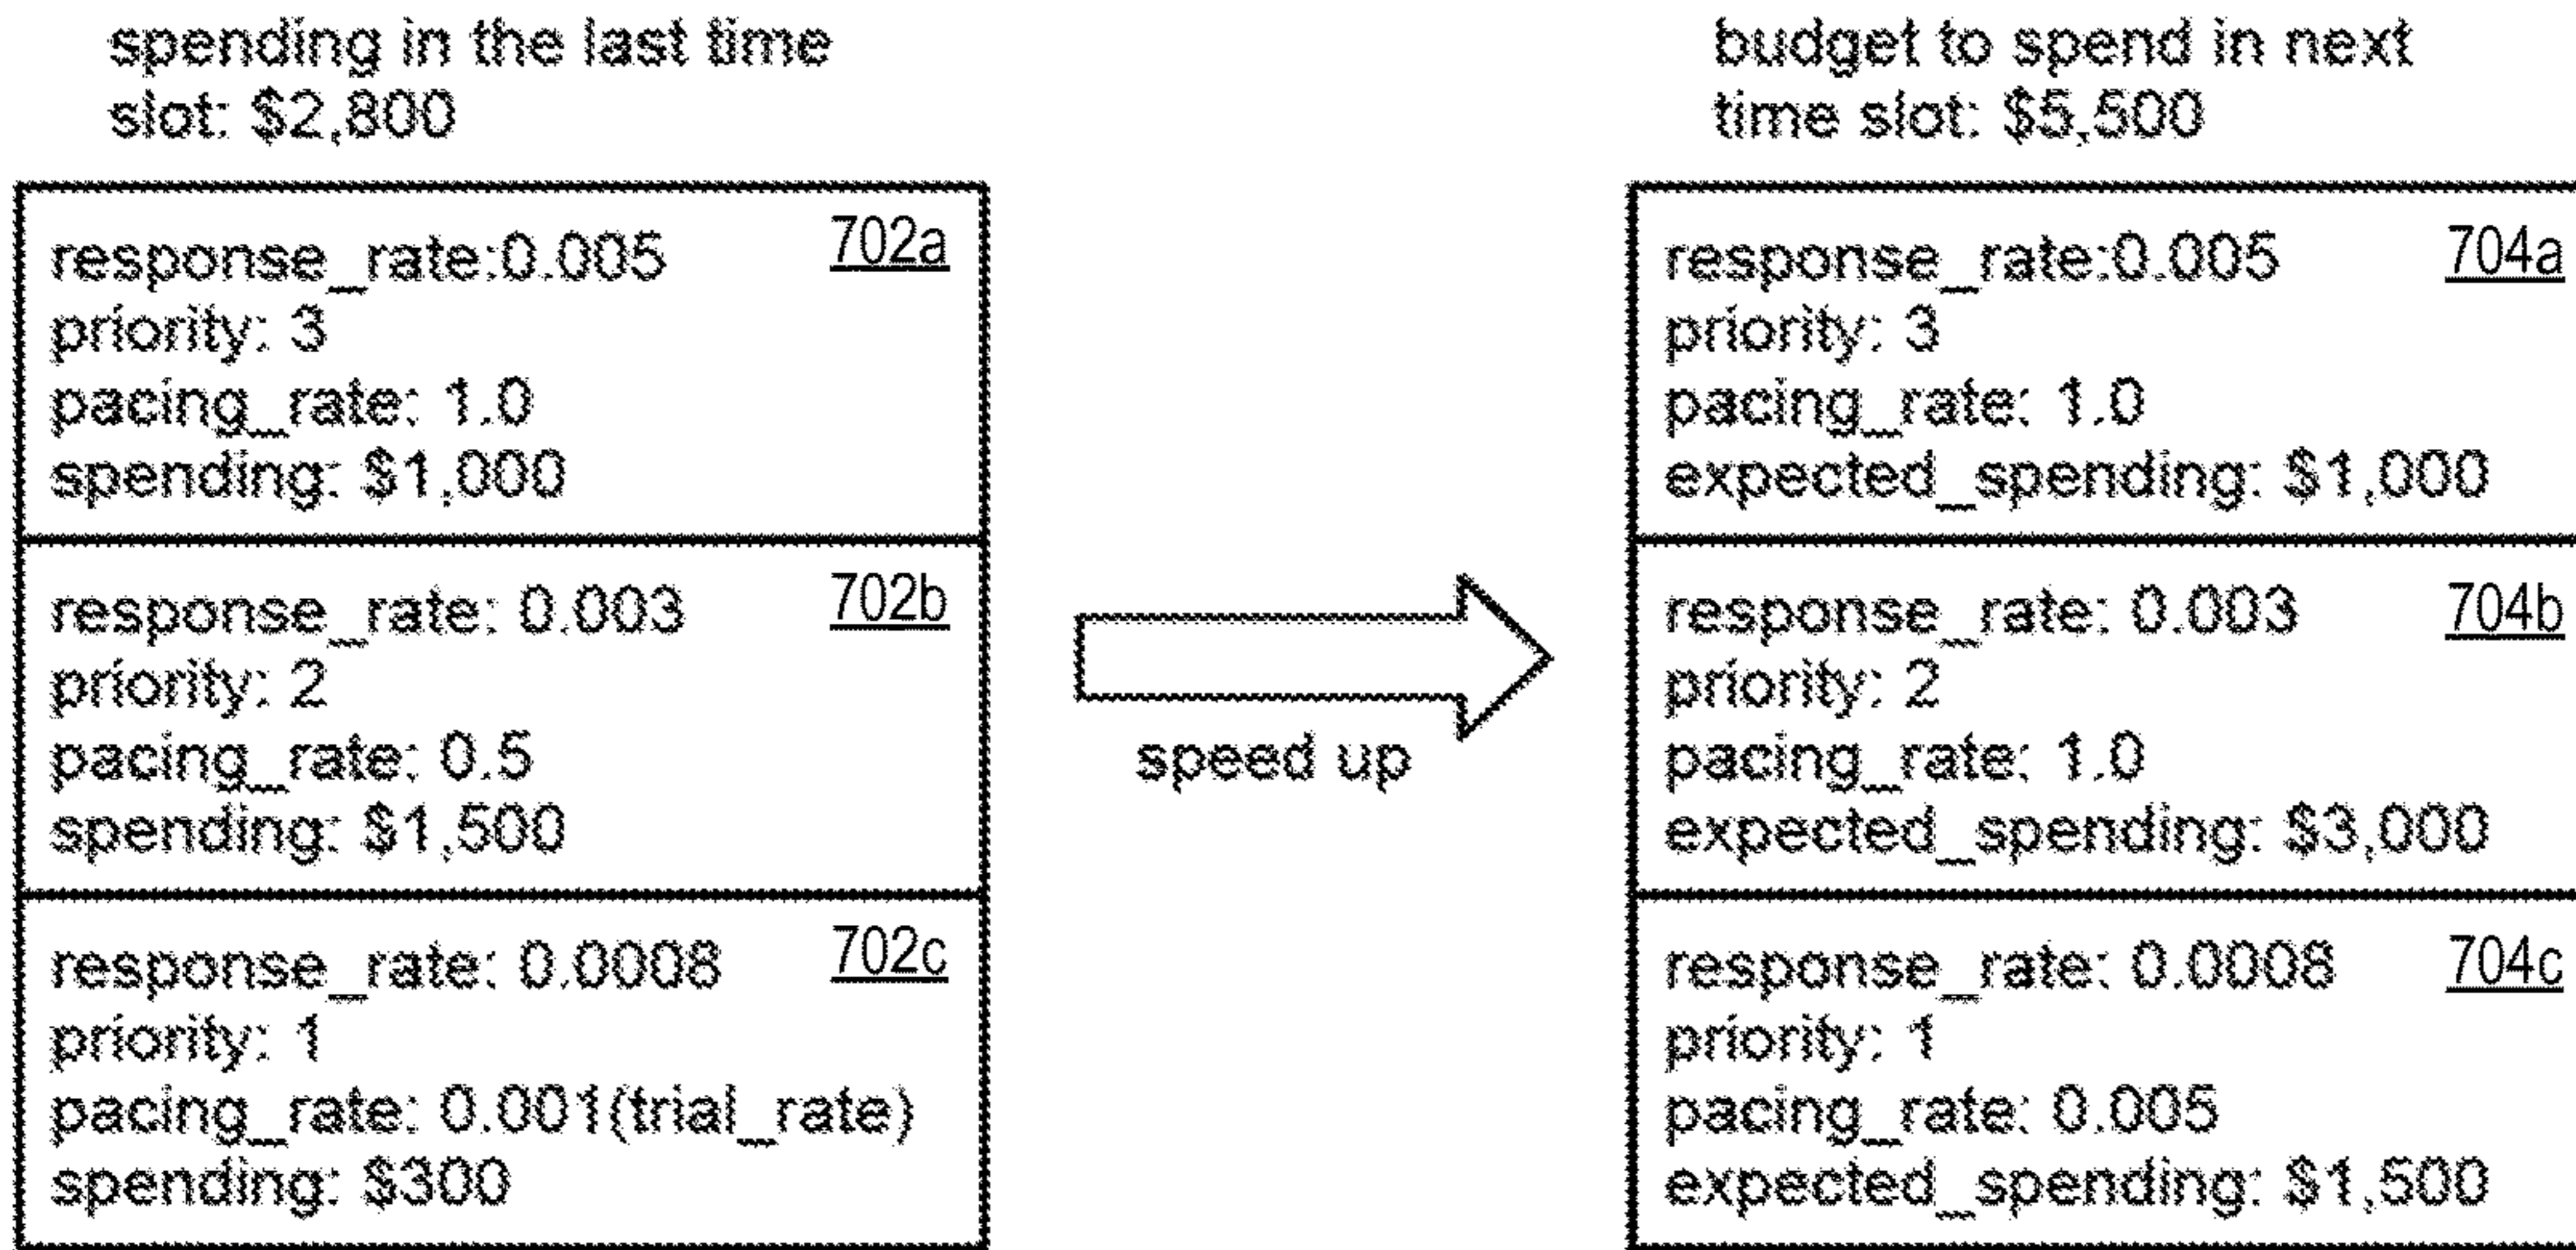 spending in the last time
slot: $2,800
response_rate:0.005 702a
priority: 3
pacing_rate: 1.0
spending: $1,000
response_rate: 0.003 702b
priority: 2
pacing_rate: 0.5
spending: $1,500
response_rate: 0.0008 702c
priority: 1
pacing_rate: 0.001(trial_rate)
spending: $300
speed up
budget to spend in next
time slot: $5,500
response_rate:0.005 704a
priority: 3
pacing_rate: 1.0
expected_spending: $1,000
response_rate: 0.003 704b
priority: 2
pacing_rate: 1.0
expected_spending: $3,000
response_rate: 0.0008 704c
priority: 1
pacing_rate: 0.005
expected_spending: $1,500